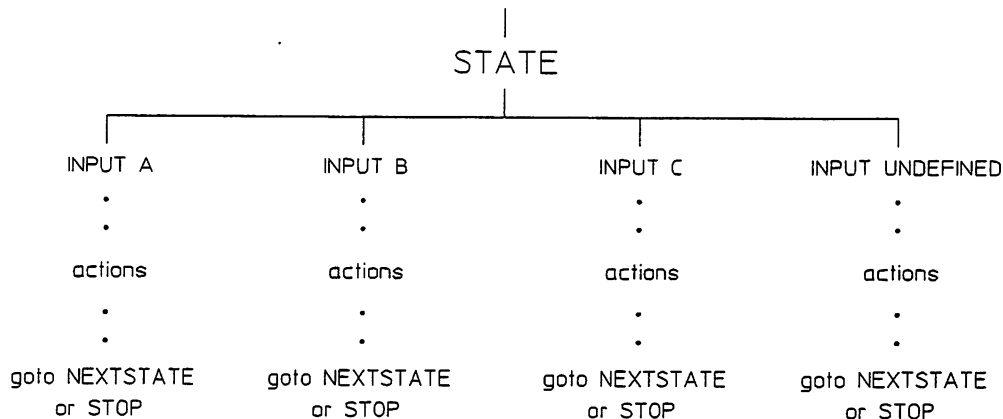 STATE
INPUT A INPUT B INPUT C INPUT UNDEFINED
actions actions actions actions
goto NEXTSTATE goto NEXTSTATE goto NEXTSTATE goto NEXTSTATE
or STOP or STOP or STOP or STOP